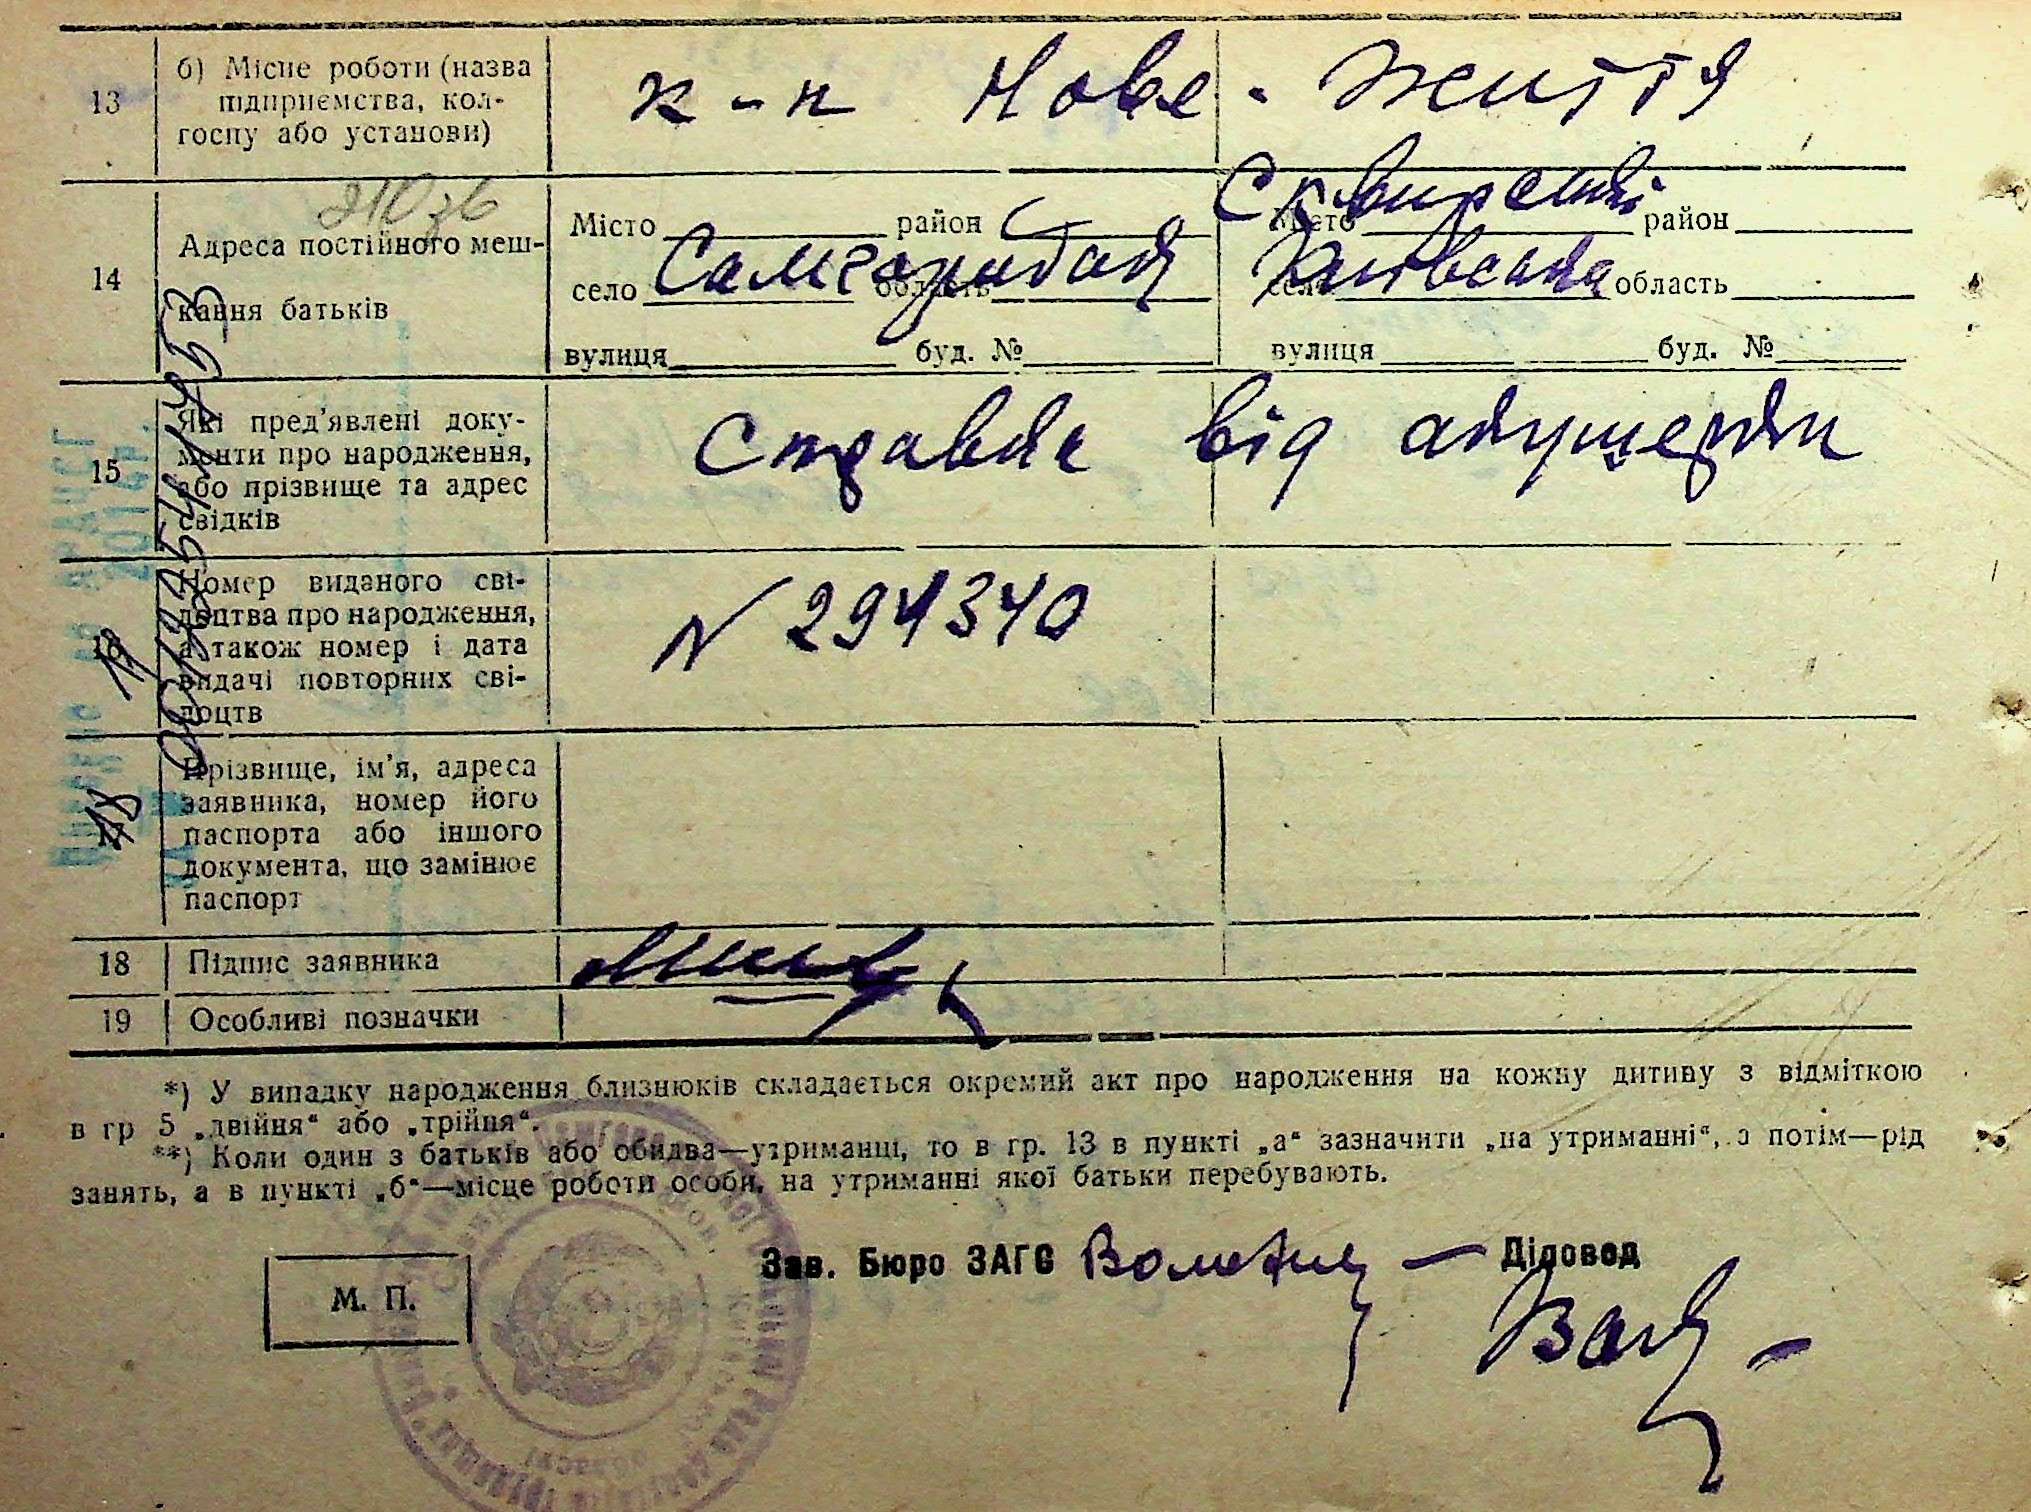 13
б) Місце роботи (назва
підприємства, кол-
госпу або установи)
к-п Нове - Життя
14
Адреса постійного меш-
кання батьків
Місто район
Сквирський
Місто район
село Самгородок область
село Київська область
вулиця буд. №
вулиця буд. №
15
Які пред'явлені доку-
менти про народження,
або прізвище та адрес
свідків
Справка від акушерки
16
Номер виданого сві-
доцтва про народження,
а також номер і дата
видачі повторних сві-
доцтв
N 294340
17
Прізвище, ім'я, адреса
заявника, номер його
паспорта або іншого
документа, що замінює
паспорт
18
Підпис заявника
19
Особливі позначки
*) У випадку народження близнюків складається окремий акт про народження на кожну дитину з відміткою
в гр 5 „двійня“ або „трійня“.
**) Коли один з батьків або обидва—утриманці, то в гр. 13 в пункті „а“ зазначити „на утриманні“, а потім—рід
занять, а в пункті „б“—місце роботи особи, на утриманні якої батьки перебувають.
М. П.
Зав. Бюро ЗАГС
Діловод